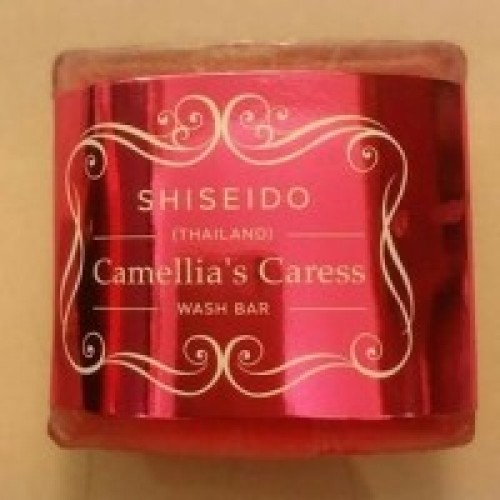 SHISEIDO
(THAILAND)
Camellia's Caress
WASH BAR